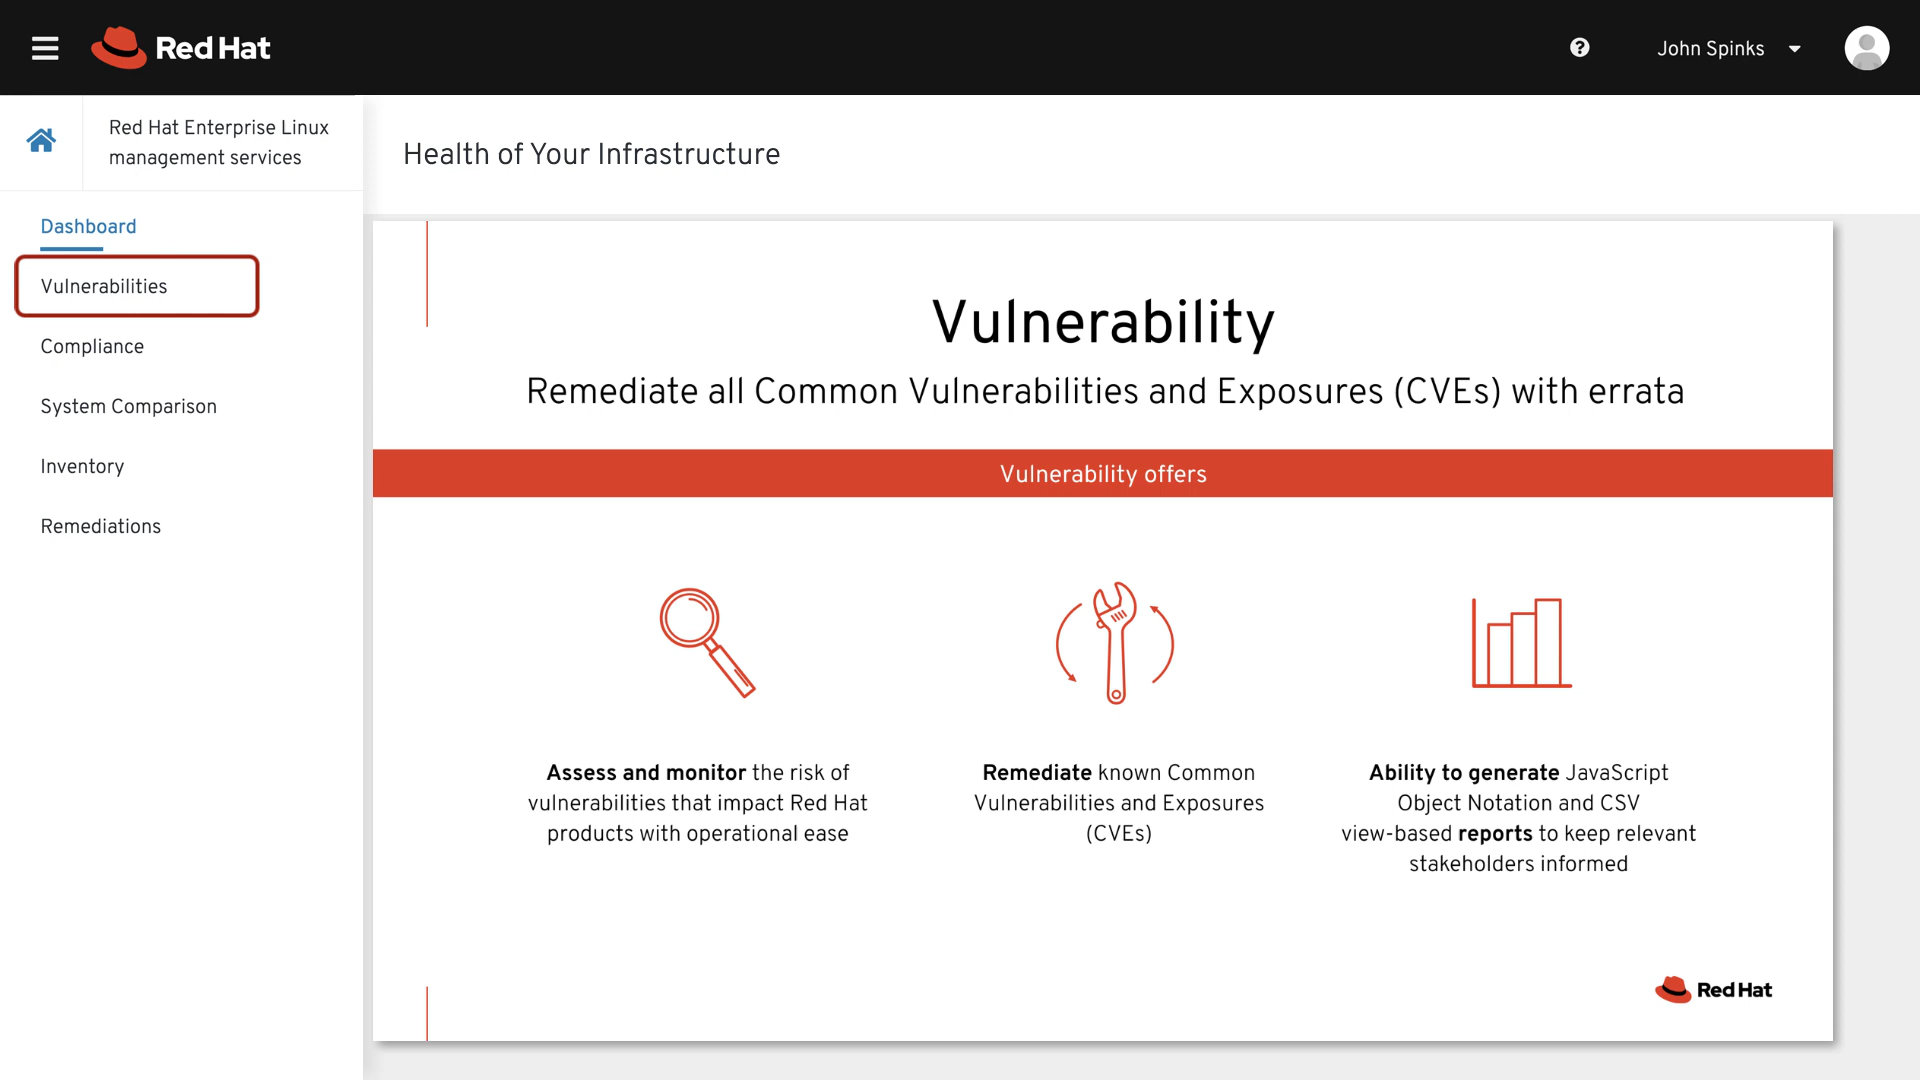 Red Hat
?
John Spinks
Red Hat Enterprise Linux
management services
Dashboard
Vulnerabilities
Compliance
System Comparison
Inventory
Remediations
Health of Your Infrastructure
Vulnerability
Remediate all Common Vulnerabilities and Exposures (CVEs) with errata
Vulnerability offers
Assess and monitor the risk of
vulnerabilities that impact Red Hat
products with operational ease
Remediate known Common
Vulnerabilities and Exposures
(CVEs)
Ability to generate JavaScript
Object Notation and CSV
view-based reports to keep relevant
stakeholders informed
Red Hat